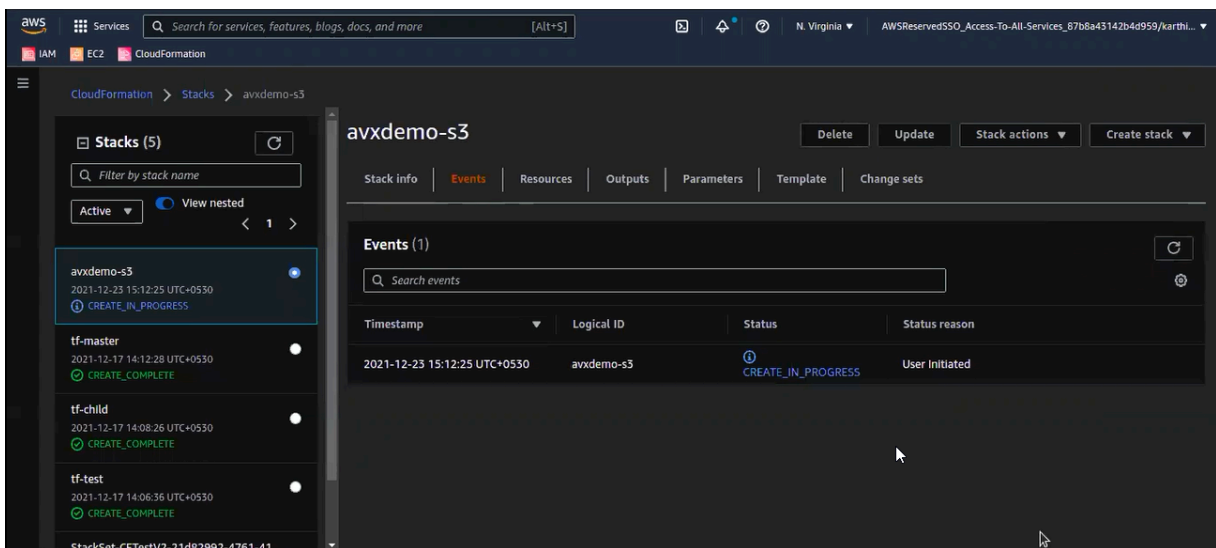 aws Services Search for services, features, blogs, docs, and more [Alt+S] N. Virginia AWSReservedSSO_Access-To-All-Services_87b8a43142b4d959/karthi...
IAM EC2 CloudFormation
CloudFormation > Stacks > avxdemo-s3
Stacks (5)
Filter by stack name
Active View nested
1
avxdemo-s3
2021-12-23 15:12:25 UTC+0530
CREATE_IN_PROGRESS
tf-master
2021-12-17 14:12:28 UTC+0530
CREATE_COMPLETE
tf-child
2021-12-17 14:08:26 UTC+0530
CREATE_COMPLETE
tf-test
2021-12-17 14:06:36 UTC+0530
CREATE_COMPLETE
StackSet-CFTestV2-21d82992-4761-41
avxdemo-s3
Delete Update Stack actions Create stack
Stack info Events Resources Outputs Parameters Template Change sets
Events (1)
Search events
Timestamp Logical ID Status Status reason
2021-12-23 15:12:25 UTC+0530 avxdemo-s3 CREATE_IN_PROGRESS User Initiated